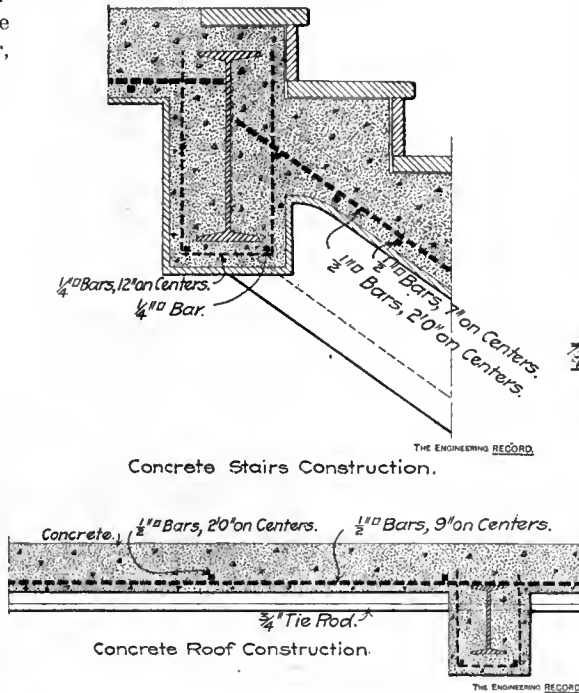 e
r,
¼"□ Bars, 12" on Centers.
¼"□ Bar.
½"□ Bars, 7" on Centers.
½"□ Bars, 2'0" on Centers.
THE ENGINEERING RECORD.
Concrete Stairs Construction.
Concrete.
½"□ Bars, 2'0" on Centers.
½"□ Bars, 9" on Centers.
¾" Tie Rod.
Concrete Roof Construction.
THE ENGINEERING RECORD